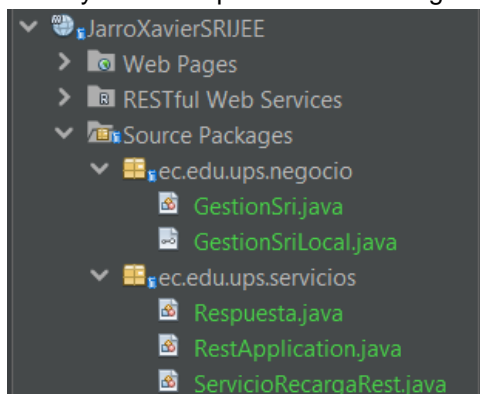 JarroXavierSRIJEE
Web Pages
RESTful Web Services
Source Packages
ec.edu.ups.negocio
GestionSri.java
GestionSriLocal.java
ec.edu.ups.servicios
Respuesta.java
RestApplication.java
ServicioRecargaRest.java